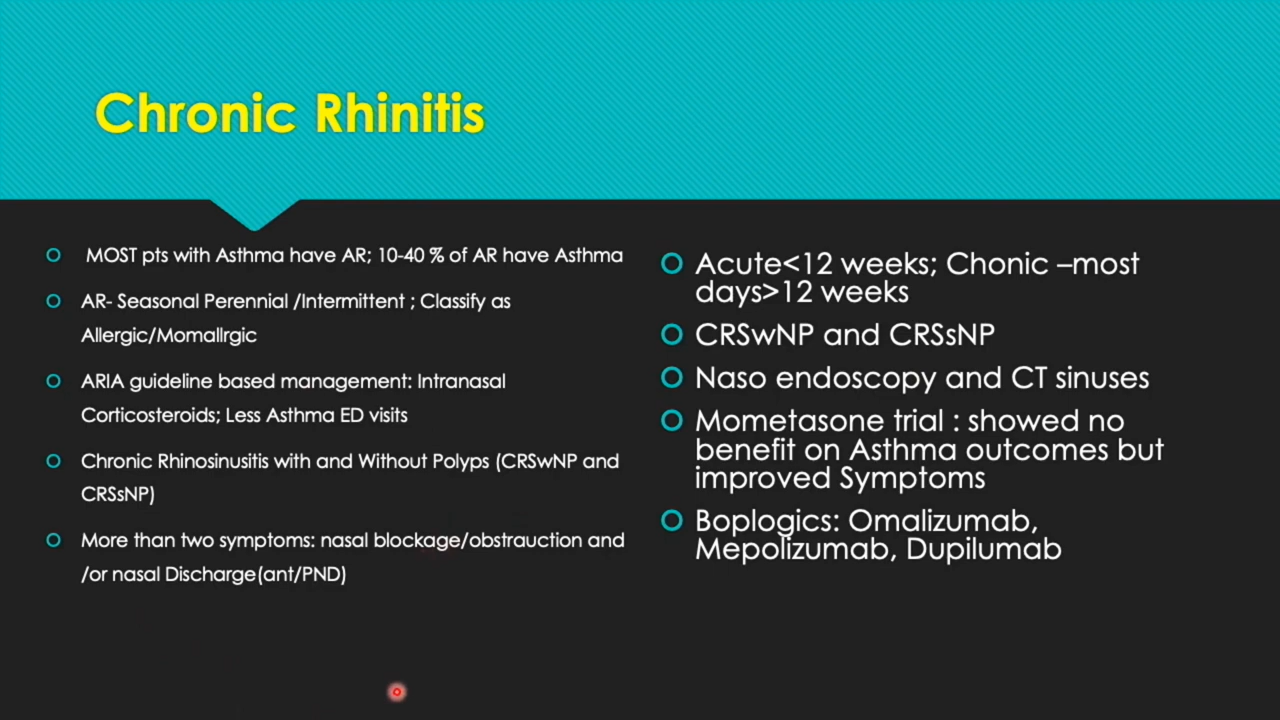 Chronic Rhinitis
MOST pts with Asthma have AR; 10-40 % of AR have Asthma
AR- Seasonal Perennial /Intermittent ; Classify as
Allergic/Momallrgic
ARIA guideline based management: Intranasal
Corticosteroids; Less Asthma ED visits
Chronic Rhinosinusitis with and Without Polyps (CRSwNP and
CRSsNP)
More than two symptoms: nasal blockage/obstrauction and
/or nasal Discharge(ant/PND)
Acute<12 weeks; Chonic –most
days>12 weeks
CRSwNP and CRSsNP
Naso endoscopy and CT sinuses
Mometasone trial : showed no
benefit on Asthma outcomes but
improved Symptoms
Boplogics: Omalizumab,
Mepolizumab, Dupilumab